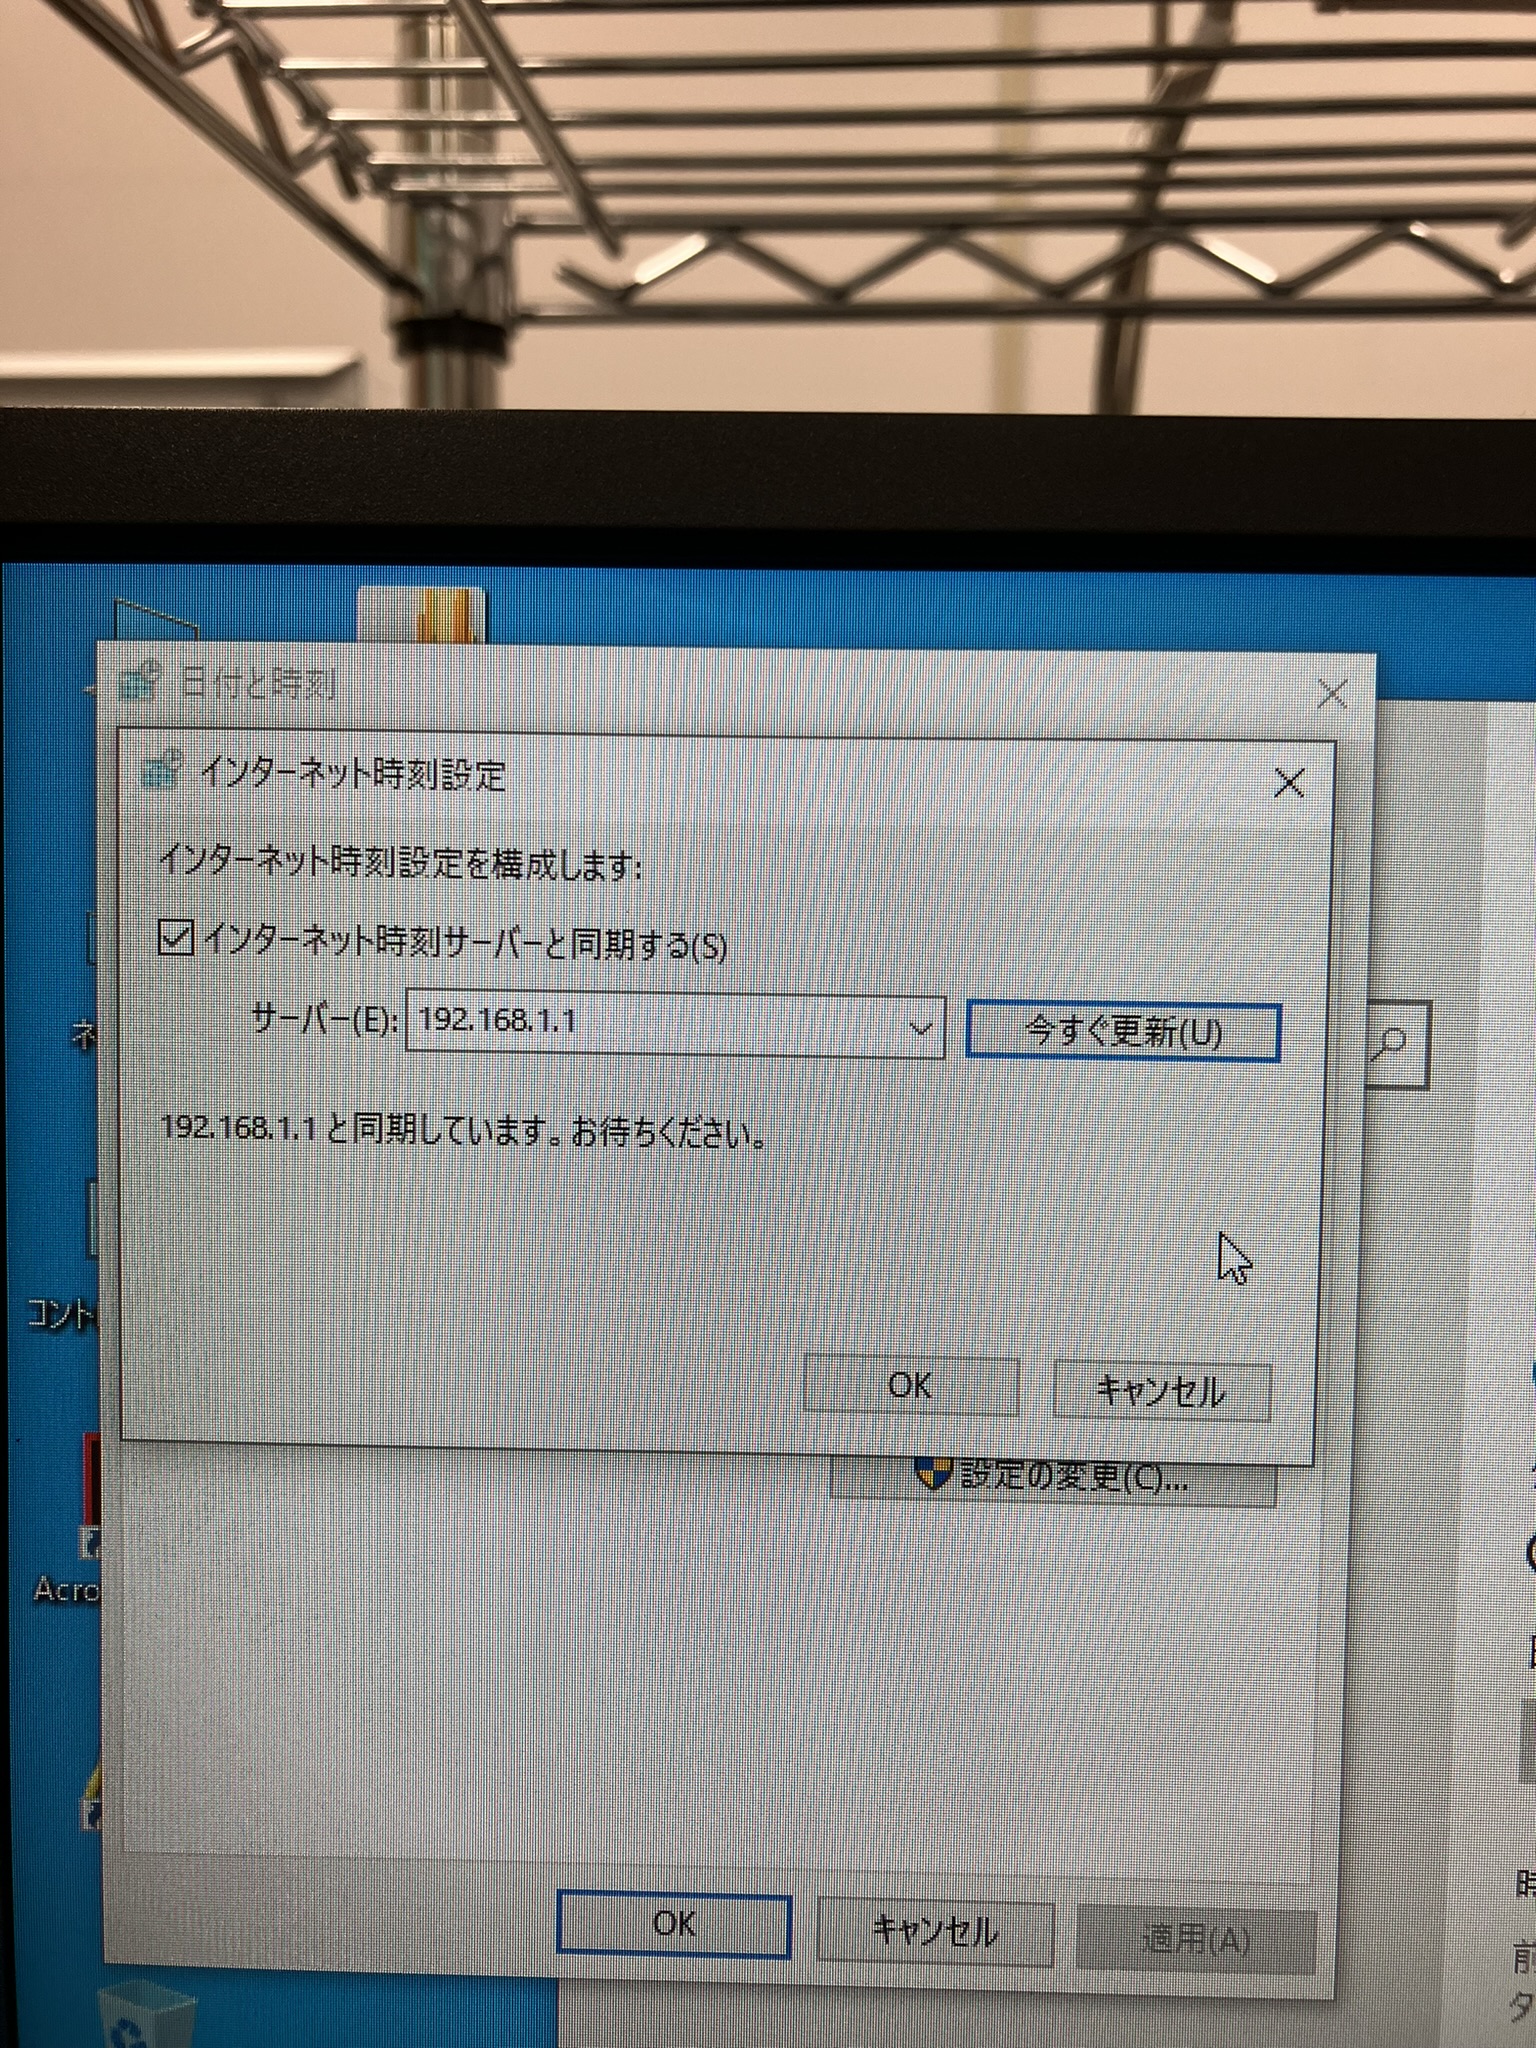 日付と時刻
インターネット時刻設定
インターネット時刻設定を構成します:
インターネット時刻サーバーと同期する(S)
サーバー(E): 192.168.1.1 今すぐ更新(U)
192.168.1.1 と同期しています。お待ちください。
OK キャンセル
設定の変更(C)...
OK キャンセル 適用(A)
ネ
コント
Acro
時
前
タ